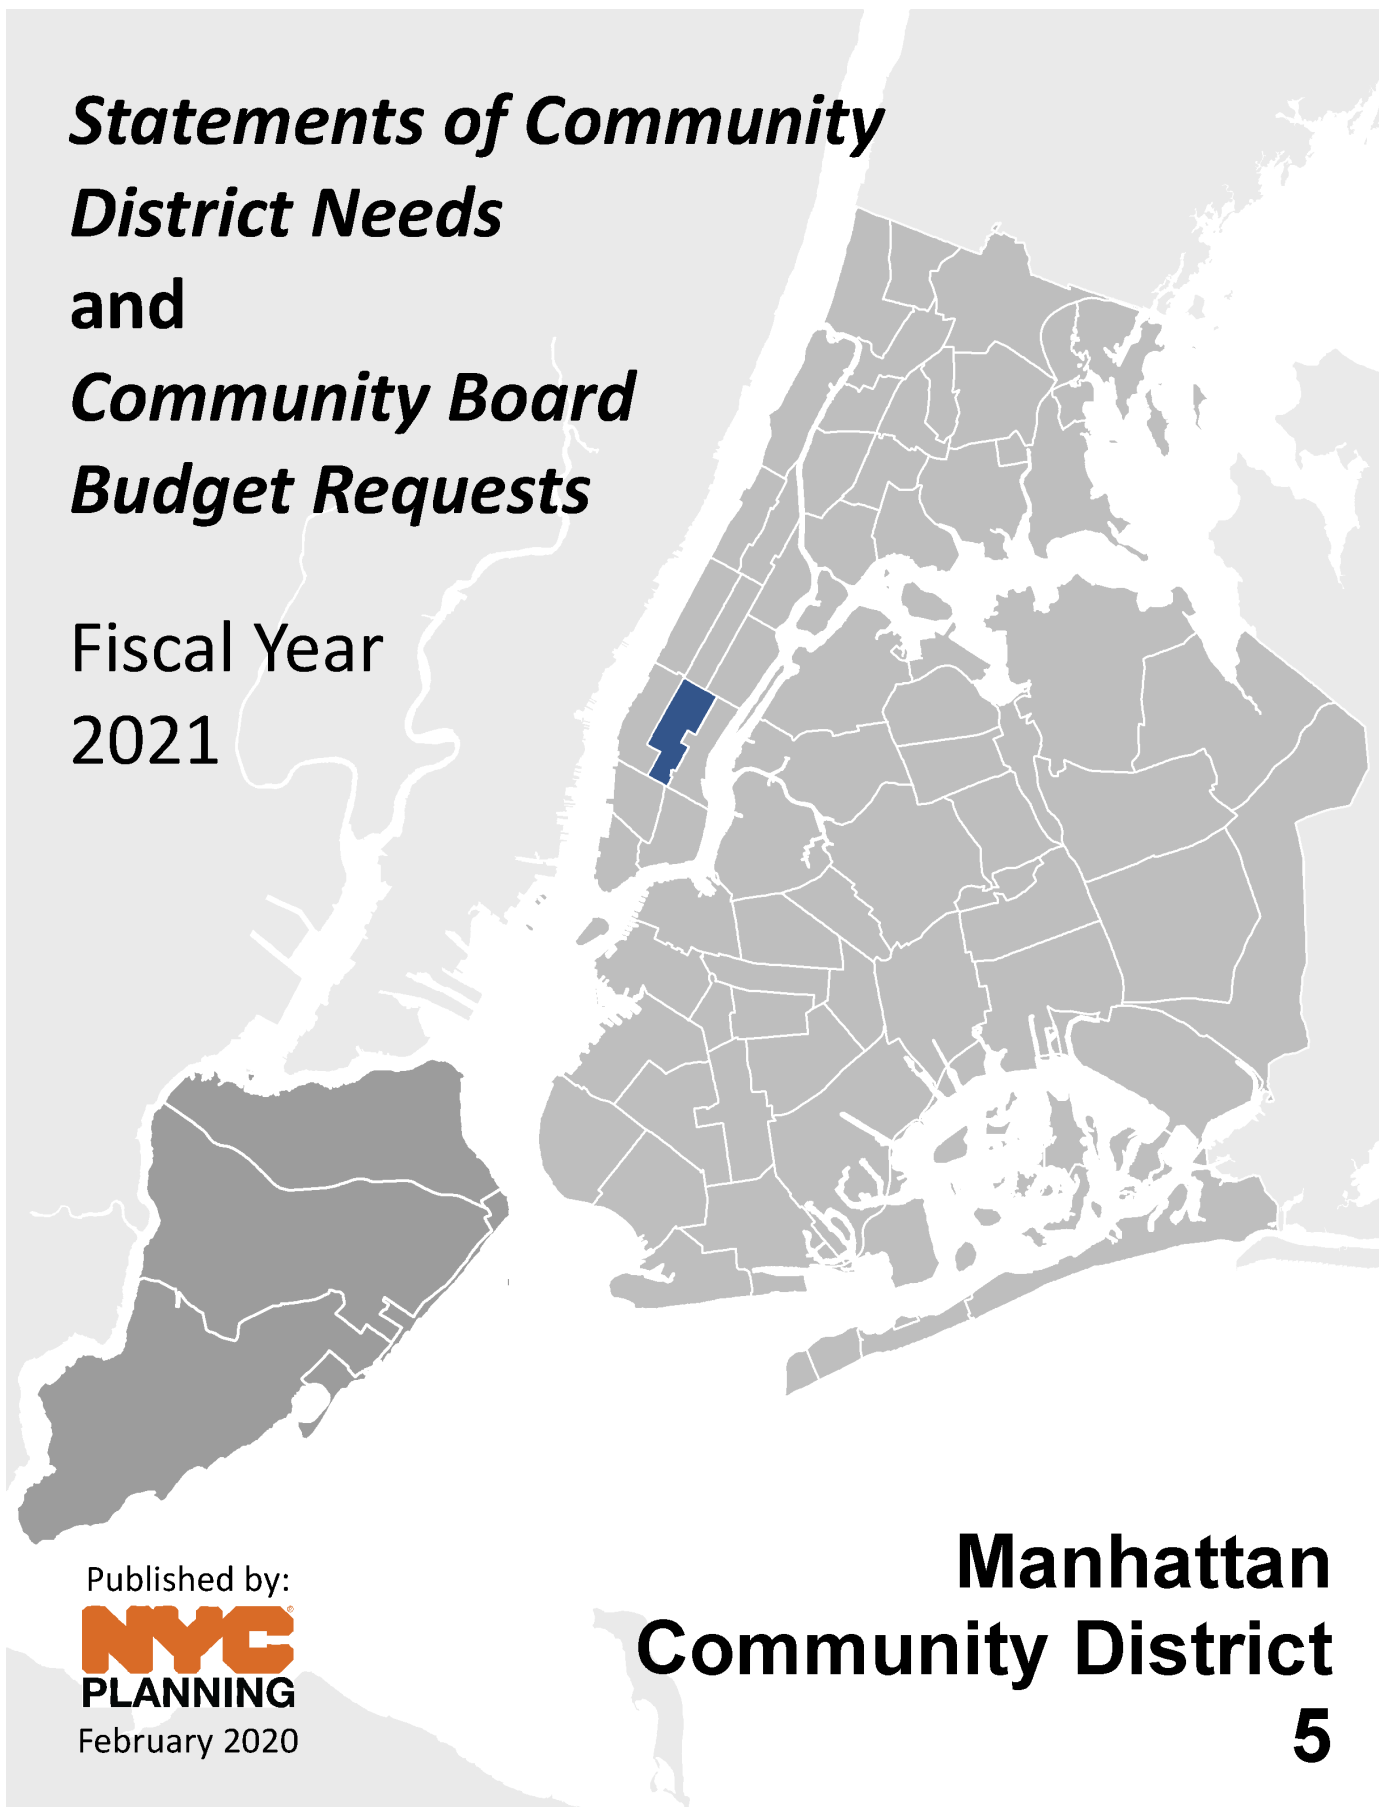 Statements of Community
District Needs
and
Community Board
Budget Requests
Fiscal Year
2021
Manhattan
Community District
5
Published by:
NYC®
PLANNING
February 2020